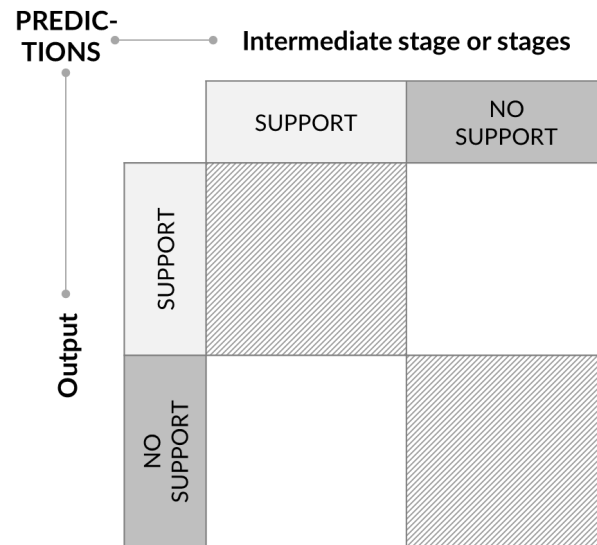 PREDIC-
TIONS
Intermediate stage or stages
SUPPORT
NO
SUPPORT
SUPPORT
Output
NO
SUPPORT